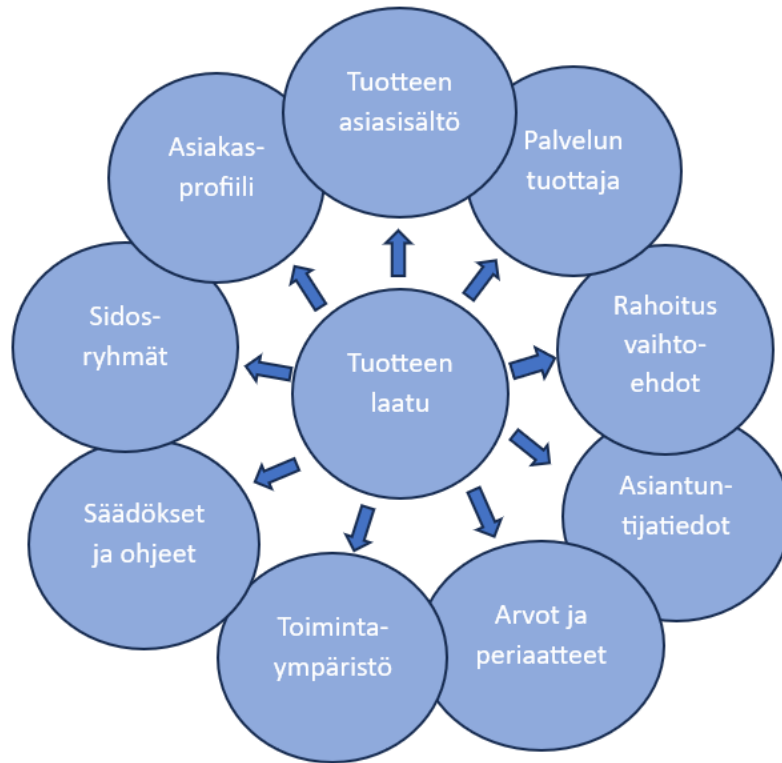 Tuotteen
asiasisältö
Palvelun
tuottaja
Rahoitus
vaihto-
ehdot
Asiantun-
tijatiedot
Arvot ja
periaatteet
Toiminta-
ympäristö
Säädökset
ja ohjeet
Sidos-
ryhmät
Asiakas-
profiili
Tuotteen
laatu